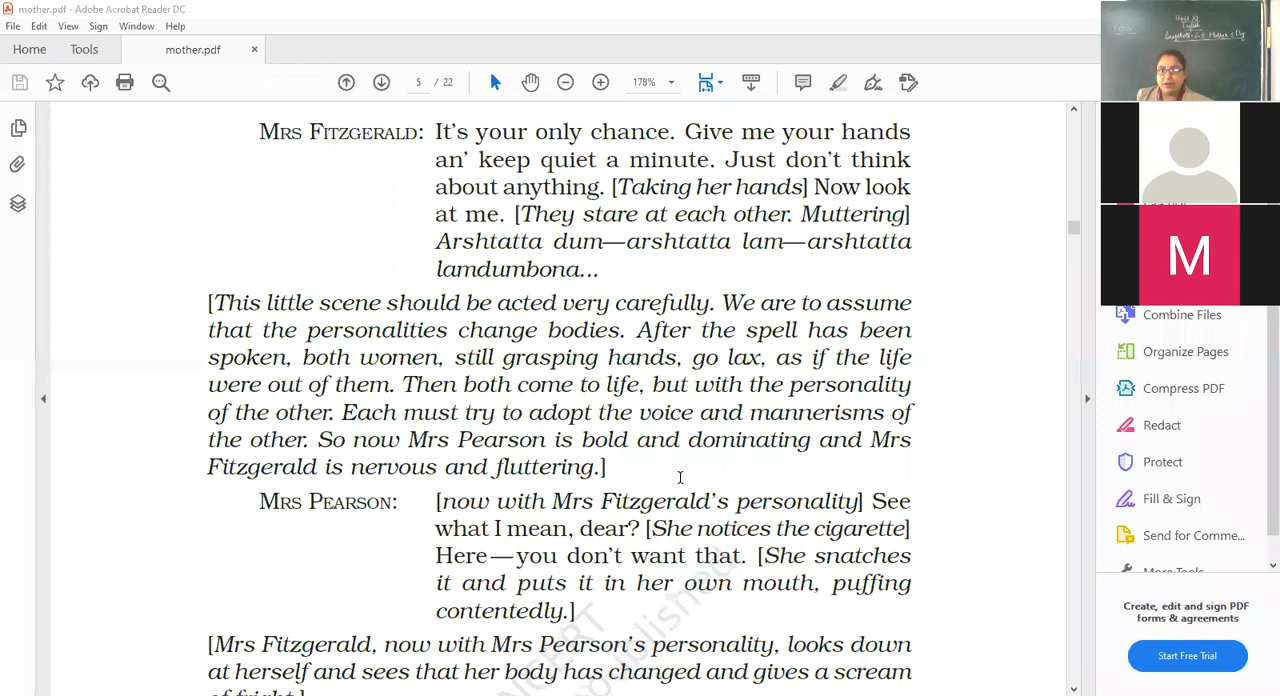 mother.pdf - Adobe Acrobat Reader DC
File Edit View Sign Window Help
Home Tools mother.pdf ×
5 / 22 178%
MRS FITZGERALD: It's your only chance. Give me your hands
an' keep quiet a minute. Just don't think
about anything. [Taking her hands] Now look
at me. [They stare at each other. Muttering]
Arshtatta dum—arshtatta lam—arshtatta
lamdumbona...
[This little scene should be acted very carefully. We are to assume
that the personalities change bodies. After the spell has been
spoken, both women, still grasping hands, go lax, as if the life
were out of them. Then both come to life, but with the personality
of the other. Each must try to adopt the voice and mannerisms of
the other. So now Mrs Pearson is bold and dominating and Mrs
Fitzgerald is nervous and fluttering.]
MRS PEARSON: [now with Mrs Fitzgerald's personality] See
what I mean, dear? [She notices the cigarette]
Here—you don't want that. [She snatches
it and puts it in her own mouth, puffing
contentedly.]
[Mrs Fitzgerald, now with Mrs Pearson's personality, looks down
at herself and sees that her body has changed and gives a scream
of fright.]
NCERT
M
Combine Files
Organize Pages
Compress PDF
Redact
Protect
Fill & Sign
Send for Comme...
More Tools
Create, edit and sign PDF
forms & agreements
Start Free Trial